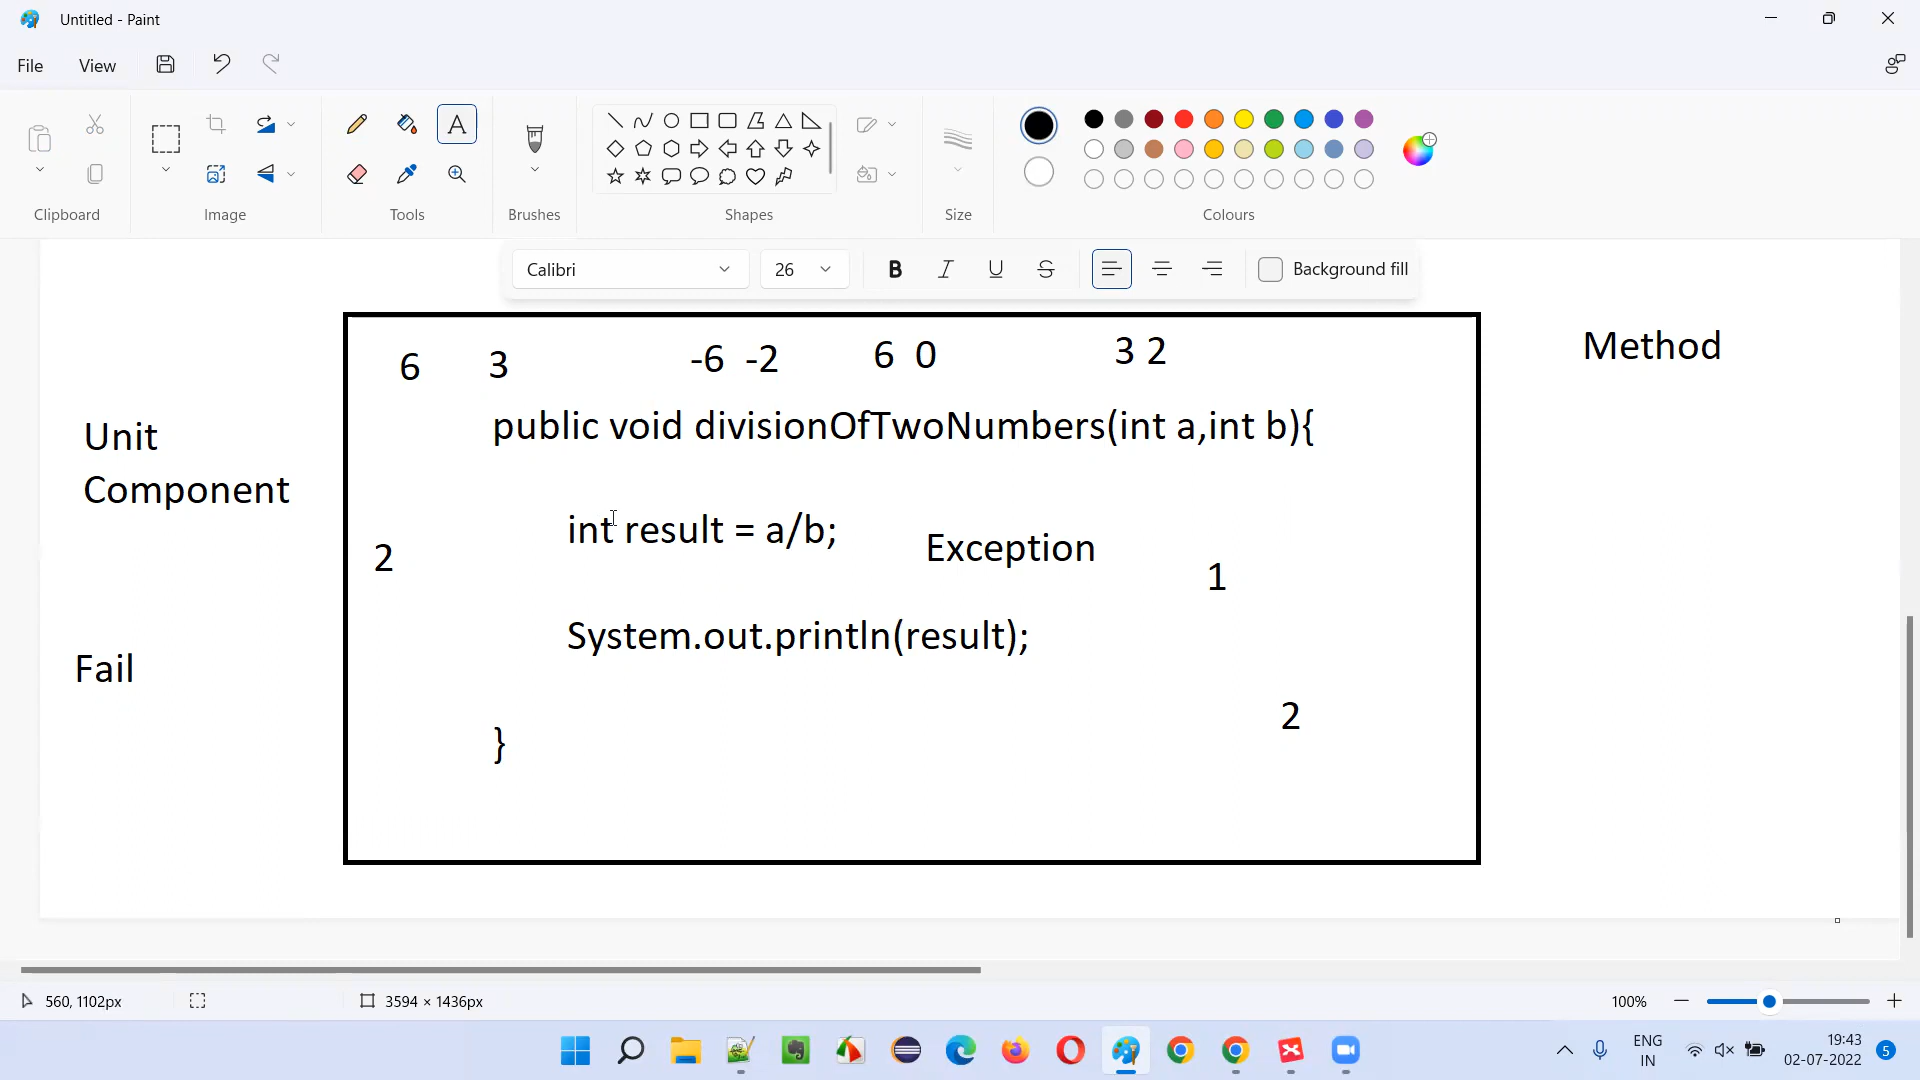 Untitled - Paint
File View
Clipboard
Image
Tools
Brushes
Shapes
Size
Colours
Calibri 26 B I U S Background fill
6 3 -6 -2 6 0 3 2
Method
public void divisionOfTwoNumbers(int a,int b){
Unit
Component
int result = a/b;
Exception
2
1
System.out.println(result);
Fail
2
}
560, 1102px
3594 × 1436px
100%
ENG
IN
19:43
02-07-2022
5